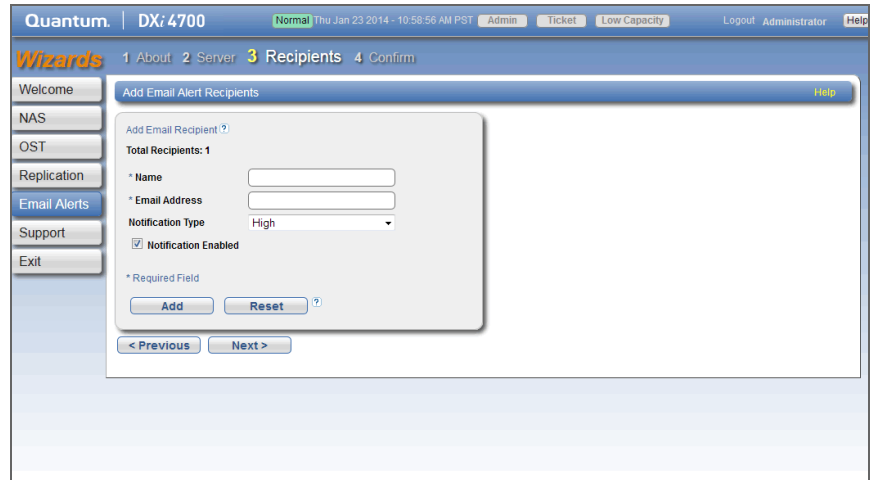 Quantum. DXi 4700 Normal Thu Jan 23 2014 - 10:58:56 AM PST Admin Ticket Low Capacity Logout Administrator Help
Wizards 1 About 2 Server 3 Recipients 4 Confirm
Welcome
NAS
OST
Replication
Email Alerts
Support
Exit
Add Email Alert Recipients Help
Add Email Recipient ?
Total Recipients: 1
* Name
* Email Address
Notification Type High
Notification Enabled
* Required Field
Add Reset ?
< Previous Next >